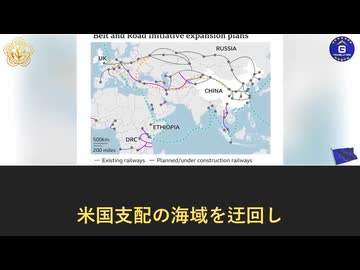 Belt and Road Initiative expansion plans
UK
RUSSIA
CHINA
ETHIOPIA
DRC
500km
200 miles
Existing railways
Planned/under construction railways
G
米国支配の海域を迂回し